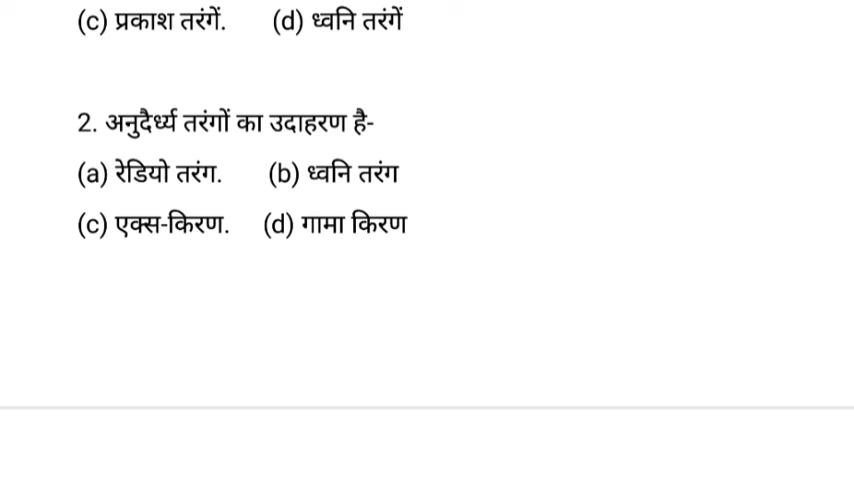 (c) प्रकाश तरंगें. (d) ध्वनि तरंगें
2. अनुदैर्ध्य तरंगों का उदाहरण है-
(a) रेडियो तरंग. (b) ध्वनि तरंग
(c) एक्स-किरण. (d) गामा किरण